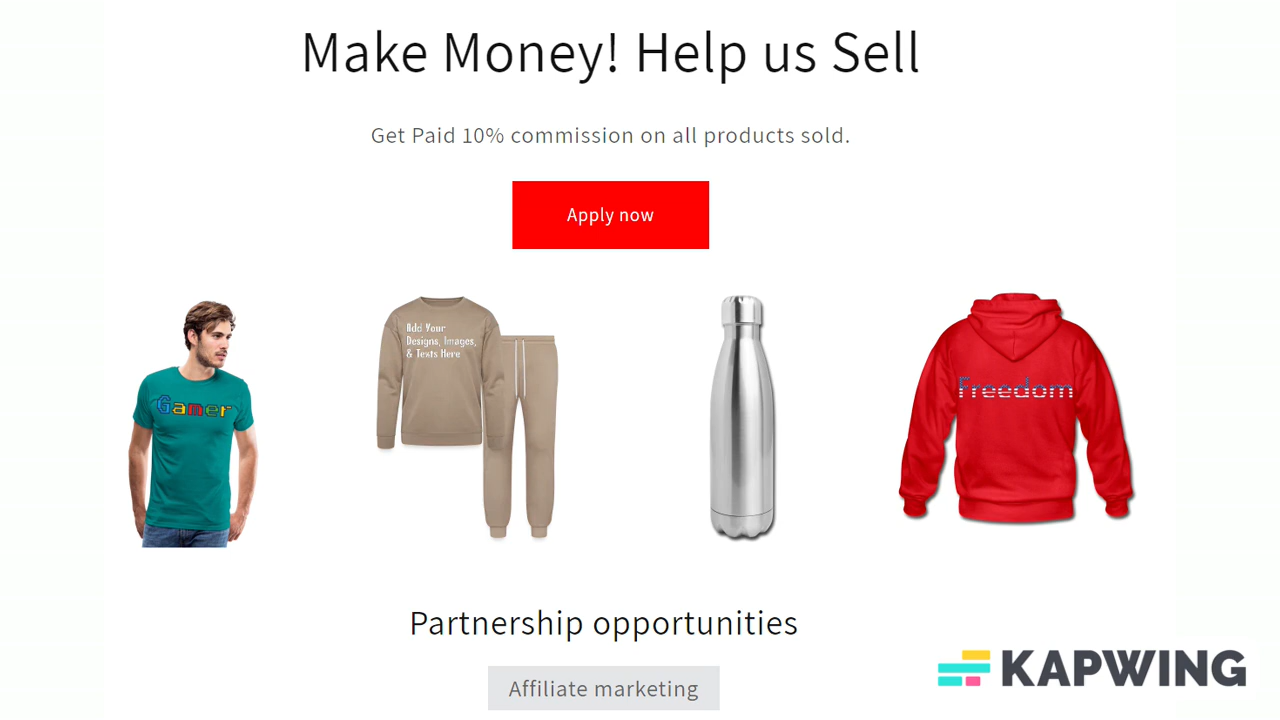 Make Money! Help us Sell
Get Paid 10% commission on all products sold.
Apply now
Gamer
Add Your
Designs, Images,
& Texts Here
Freedom
Partnership opportunities
KAPWING
Affiliate marketing